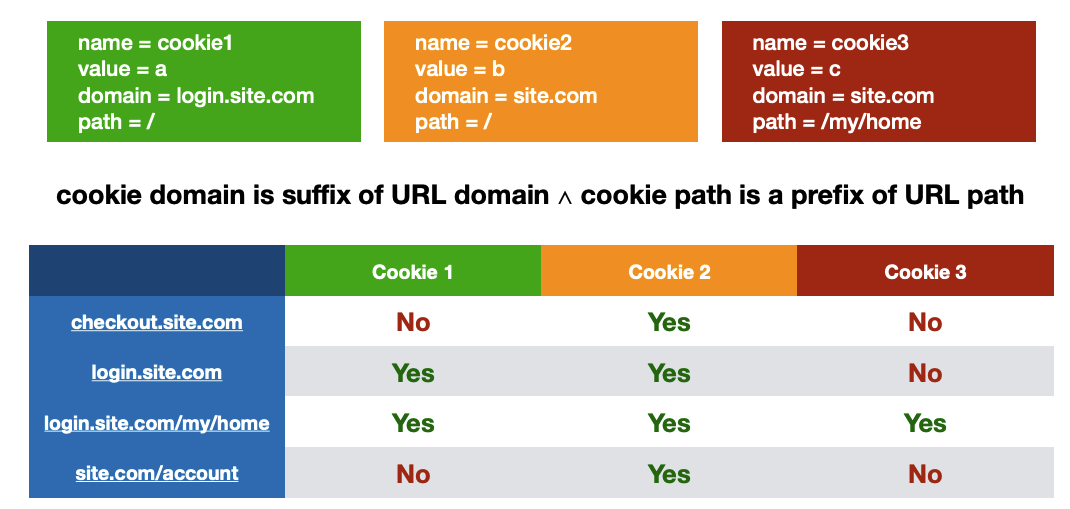 name = cookie1
value = a
domain = login.site.com
path = /
name = cookie2
value = b
domain = site.com
path = /
name = cookie3
value = c
domain = site.com
path = /my/home
cookie domain is suffix of URL domain ∧ cookie path is a prefix of URL path
Cookie 1 Cookie 2 Cookie 3
checkout.site.com No Yes No
login.site.com Yes Yes No
login.site.com/my/home Yes Yes Yes
site.com/account No Yes No